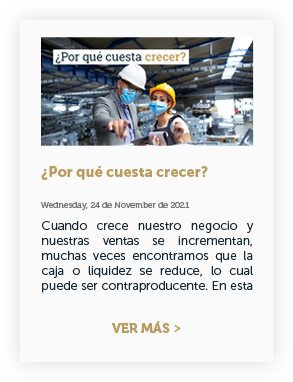 ¿Por qué cuesta crecer?
¿Por qué cuesta crecer?
Wednesday, 24 de November de 2021
Cuando crece nuestro negocio y
nuestras ventas se incrementan,
muchas veces encontramos que la
caja o liquidez se reduce, lo cual
puede ser contraproducente. En esta
VER MÁS >